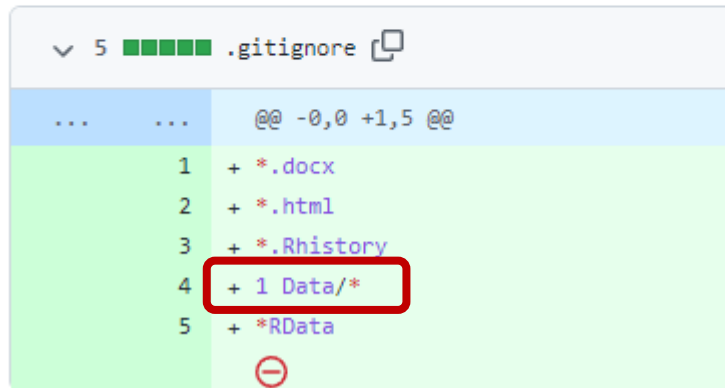 5 .gitignore
... ... @@ -0,0 +1,5 @@
1 + *.docx
2 + *.html
3 + *.Rhistory
4 + 1 Data/*
5 + *RData